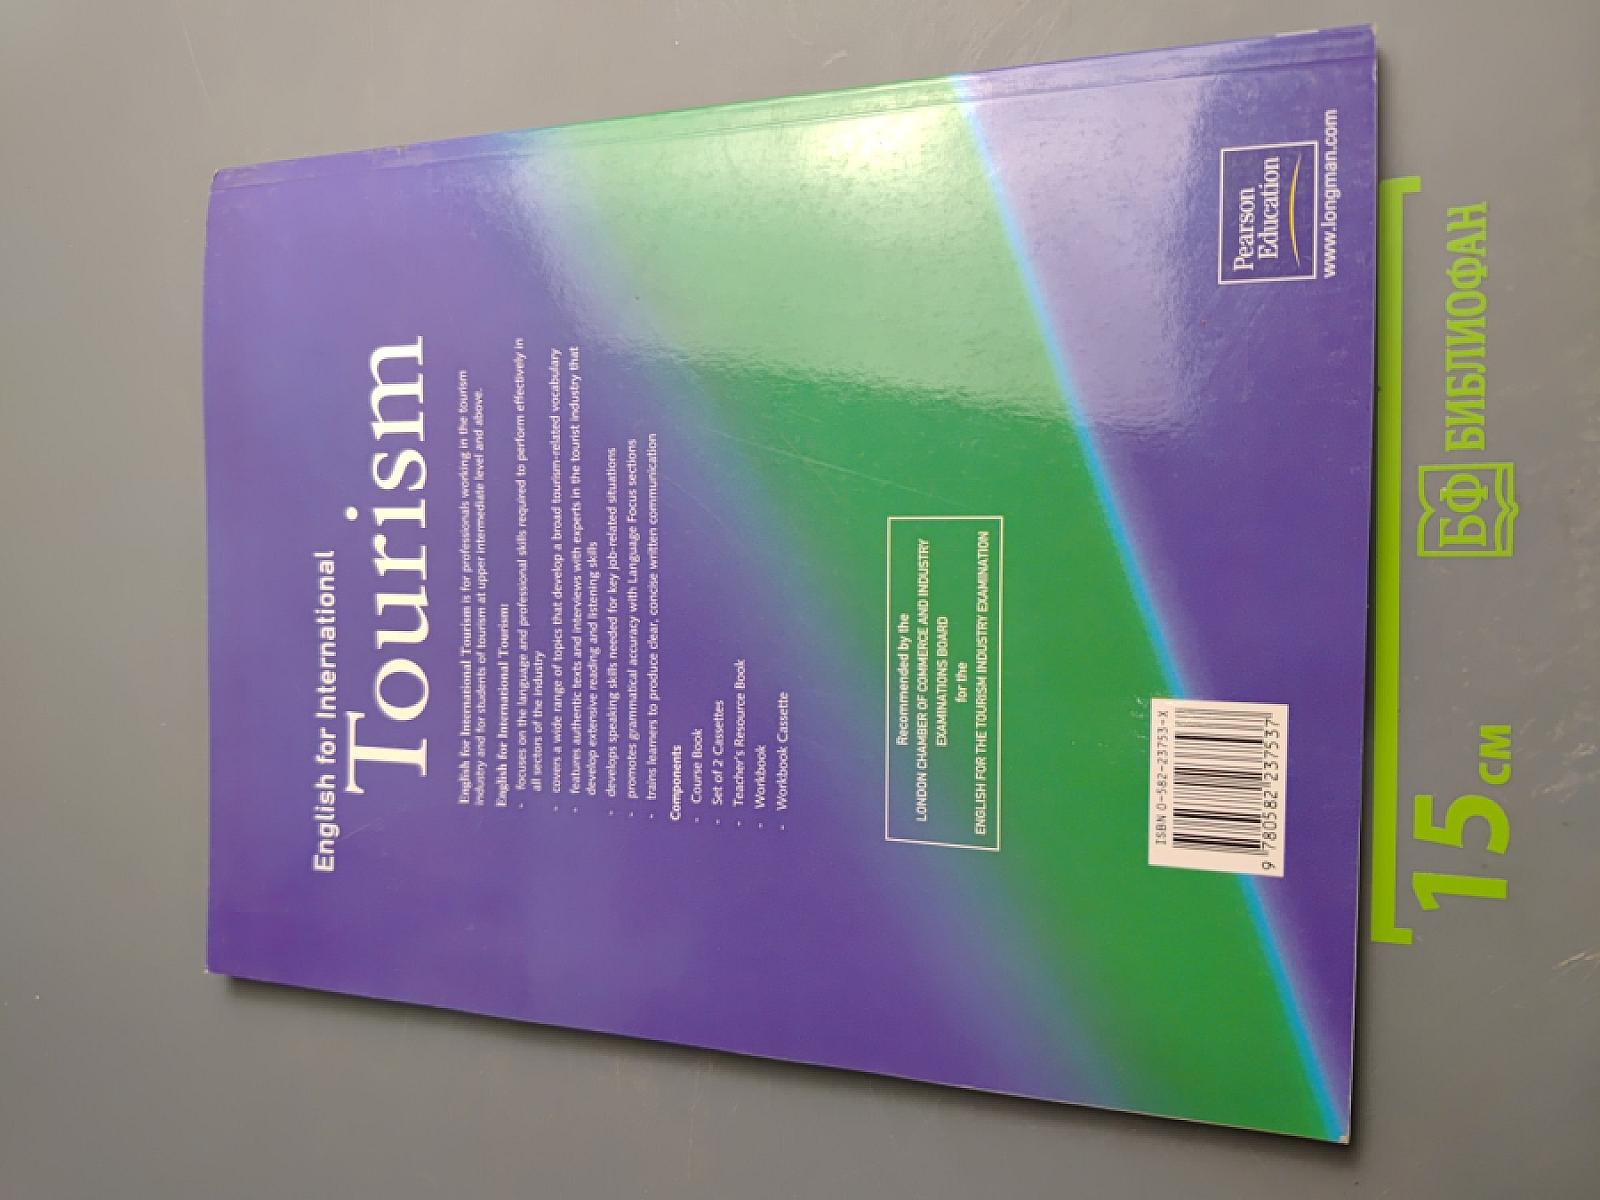 English for International
Tourism
English for International Tourism is for professionals working in the tourism
industry and for students of tourism at upper intermediate level and above.
English for International Tourism:
- focuses on the language and professional skills required to perform effectively in
all sectors of the industry
- covers a wide range of topics that develop a broad tourism-related vocabulary
- features authentic texts and interviews with experts in the tourist industry that
develop extensive reading and listening skills
- develops speaking skills needed for key job-related situations
- promotes grammatical accuracy with Language Focus sections
- trains learners to produce clear, concise written communication
Components
- Course Book
- Set of 2 Cassettes
- Teacher's Resource Book
- Workbook
- Workbook Cassette
Recommended by the
LONDON CHAMBER OF COMMERCE AND INDUSTRY
EXAMINATIONS BOARD
for the
ENGLISH FOR THE TOURISM INDUSTRY EXAMINATION
ISBN 0-582-23753-X
9 780582 237537
Pearson
Education
www.longman.com
15 см
БФ БИБЛИОФАН